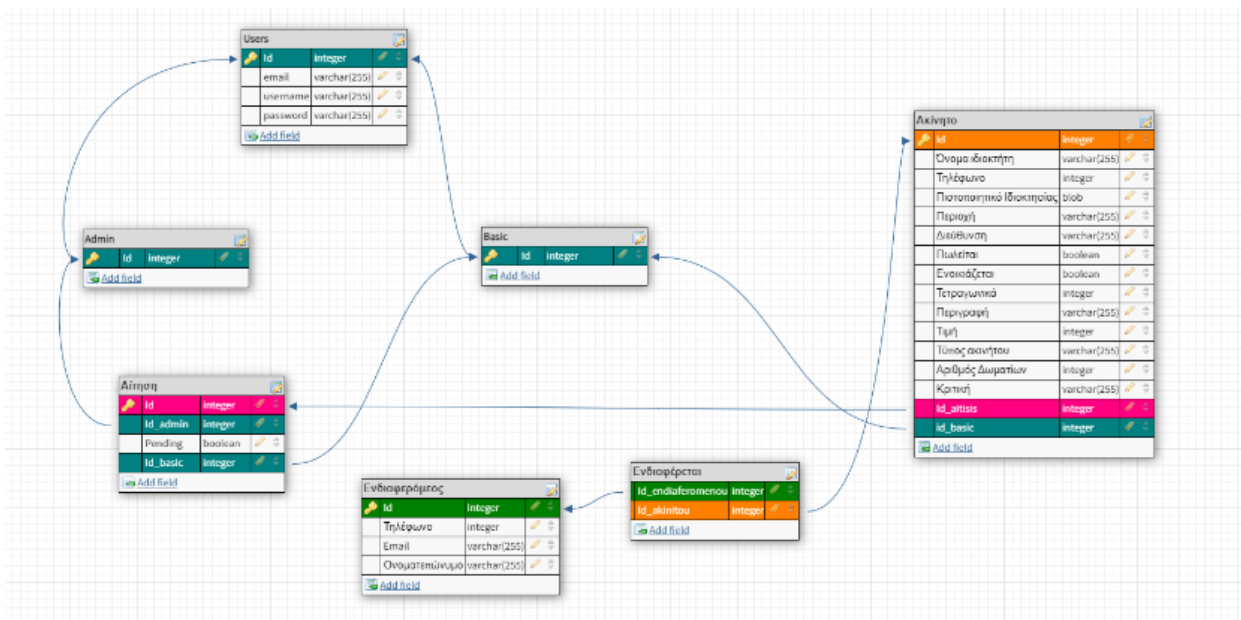 Users
Id integer
email varchar(255)
username varchar(255)
password varchar(255)
Add field
Admin
Id integer
Add field
Basic
Id integer
Add field
Ακίνητο
Id integer
Όνομα ιδιοκτήτη varchar(255)
Τηλέφωνο integer
Πιστοποιητικό Ιδιοκτησίας blob
Περιοχή varchar(255)
Διεύθυνση varchar(255)
Πωλείται boolean
Ενοικιάζεται boolean
Τετραγωνικά integer
Περιγραφή varchar(255)
Τιμή integer
Τύπος ακινήτου varchar(255)
Αριθμός Δωματίων integer
Κριτική varchar(255)
Id_aitisis integer
id_basic integer
Add field
Αίτηση
Id integer
Id_admin integer
Pending boolean
Id_basic integer
Add field
Ενδιαφερόμεος
Id integer
Τηλέφωνο integer
Email varchar(255)
Ονοματεπώνυμο varchar(255)
Add field
Ενδιαφέρεται
Id_endiaferomenou integer
Id_akinitou integer
Add field